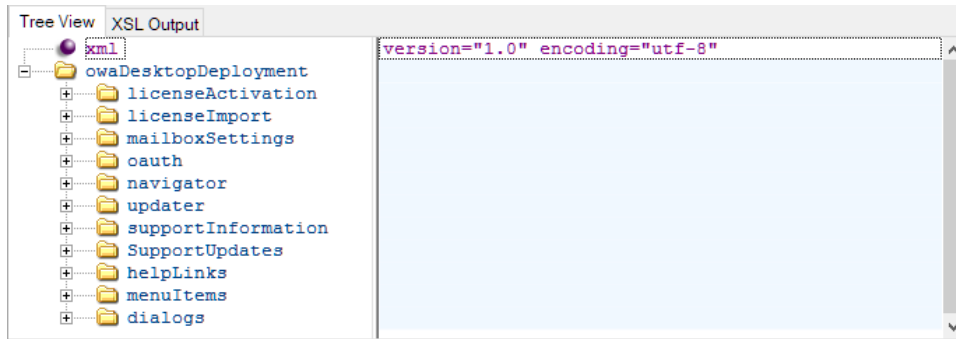 Tree View XSL Output
xml version="1.0" encoding="utf-8"
owaDesktopDeployment
licenseActivation
licenseImport
mailboxSettings
oauth
navigator
updater
supportInformation
SupportUpdates
helpLinks
menuItems
dialogs